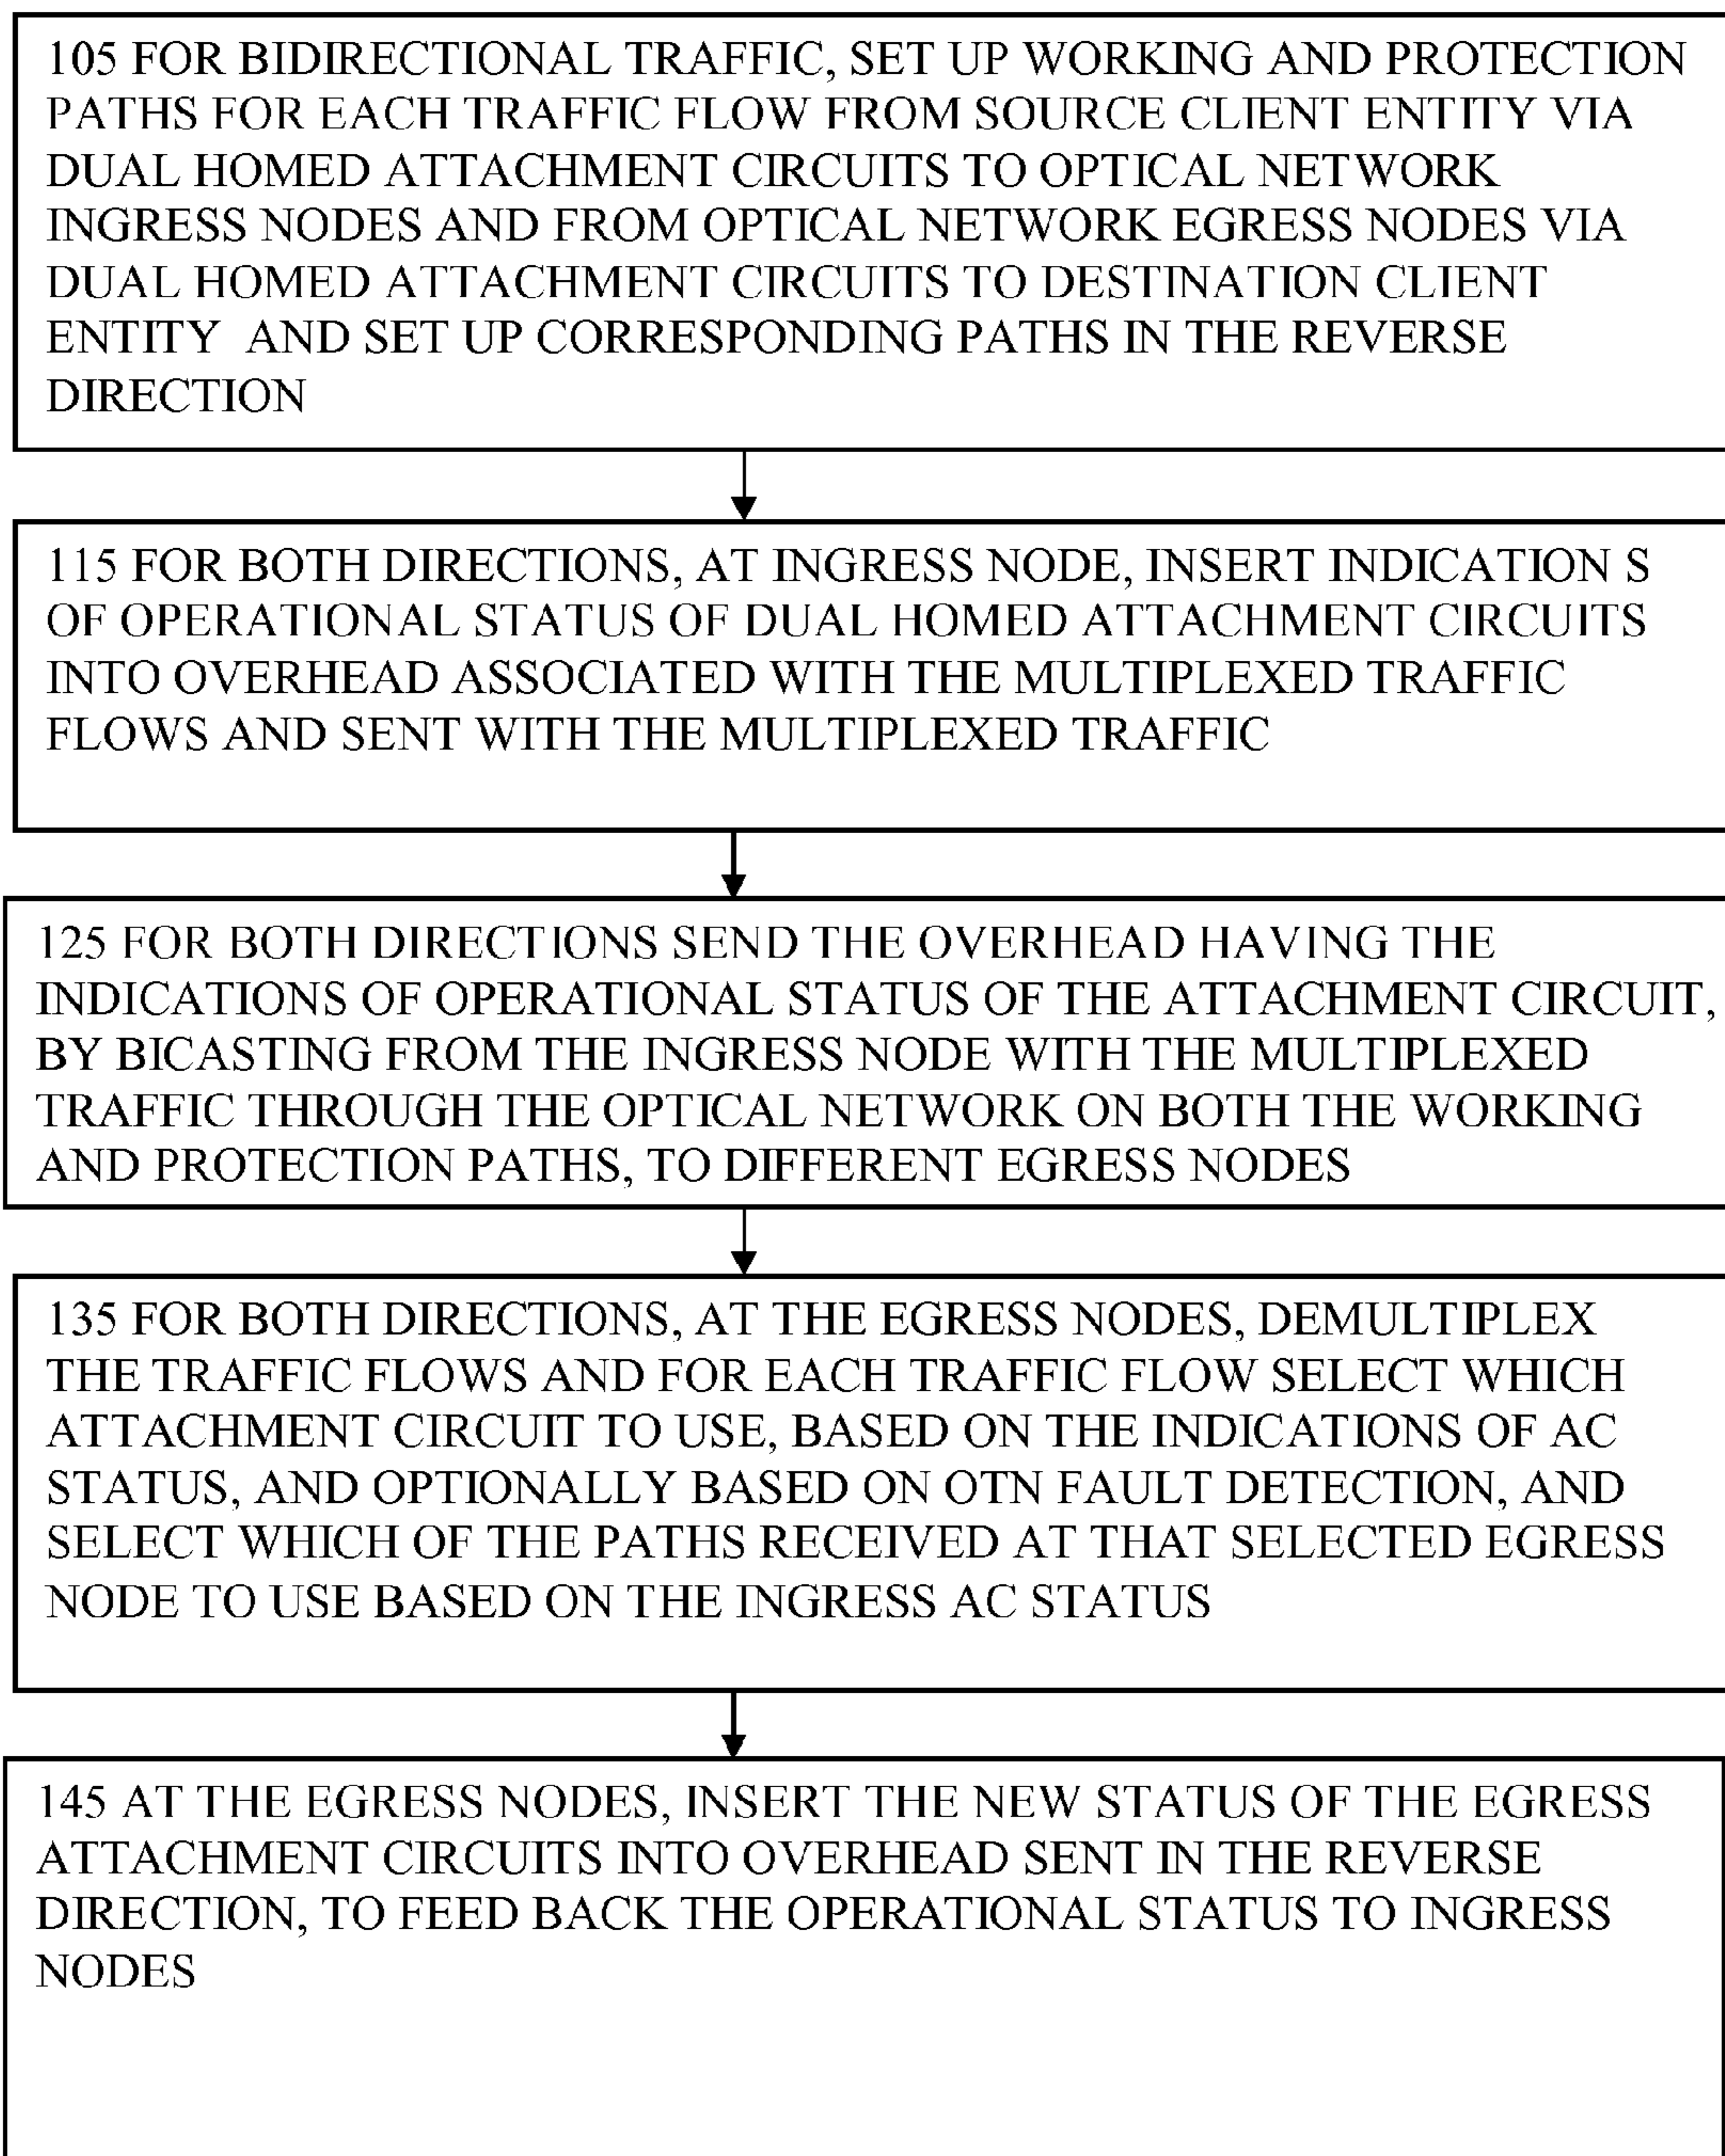 105 FOR BIDIRECTIONAL TRAFFIC, SET UP WORKING AND PROTECTION
PATHS FOR EACH TRAFFIC FLOW FROM SOURCE CLIENT ENTITY VIA
DUAL HOMED ATTACHMENT CIRCUITS TO OPTICAL NETWORK
INGRESS NODES AND FROM OPTICAL NETWORK EGRESS NODES VIA
DUAL HOMED ATTACHMENT CIRCUITS TO DESTINATION CLIENT
ENTITY AND SET UP CORRESPONDING PATHS IN THE REVERSE
DIRECTION
115 FOR BOTH DIRECTIONS, AT INGRESS NODE, INSERT INDICATION S
OF OPERATIONAL STATUS OF DUAL HOMED ATTACHMENT CIRCUITS
INTO OVERHEAD ASSOCIATED WITH THE MULTIPLEXED TRAFFIC
FLOWS AND SENT WITH THE MULTIPLEXED TRAFFIC
125 FOR BOTH DIRECTIONS SEND THE OVERHEAD HAVING THE
INDICATIONS OF OPERATIONAL STATUS OF THE ATTACHMENT CIRCUIT,
BY BICASTING FROM THE INGRESS NODE WITH THE MULTIPLEXED
TRAFFIC THROUGH THE OPTICAL NETWORK ON BOTH THE WORKING
AND PROTECTION PATHS, TO DIFFERENT EGRESS NODES
135 FOR BOTH DIRECTIONS, AT THE EGRESS NODES, DEMULTIPLEX
THE TRAFFIC FLOWS AND FOR EACH TRAFFIC FLOW SELECT WHICH
ATTACHMENT CIRCUIT TO USE, BASED ON THE INDICATIONS OF AC
STATUS, AND OPTIONALLY BASED ON OTN FAULT DETECTION, AND
SELECT WHICH OF THE PATHS RECEIVED AT THAT SELECTED EGRESS
NODE TO USE BASED ON THE INGRESS AC STATUS
145 AT THE EGRESS NODES, INSERT THE NEW STATUS OF THE EGRESS
ATTACHMENT CIRCUITS INTO OVERHEAD SENT IN THE REVERSE
DIRECTION, TO FEED BACK THE OPERATIONAL STATUS TO INGRESS
NODES